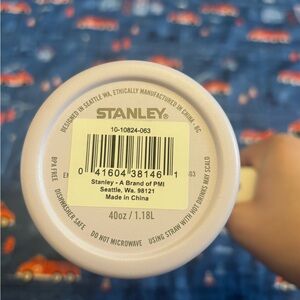 DESIGNED IN SEATTLE WA, ETHICALLY MANUFACTURED IN CHINA
STANLEY®
10-10824-063
0 41604 38146 1
Stanley - A Brand of PMI
Seattle, Wa. 98121
Made in China
40oz / 1.18L
BPA FREE
DISHWASHER SAFE
DO NOT MICROWAVE
USING STRAW WITH HOT DRINKS MAY SCALD